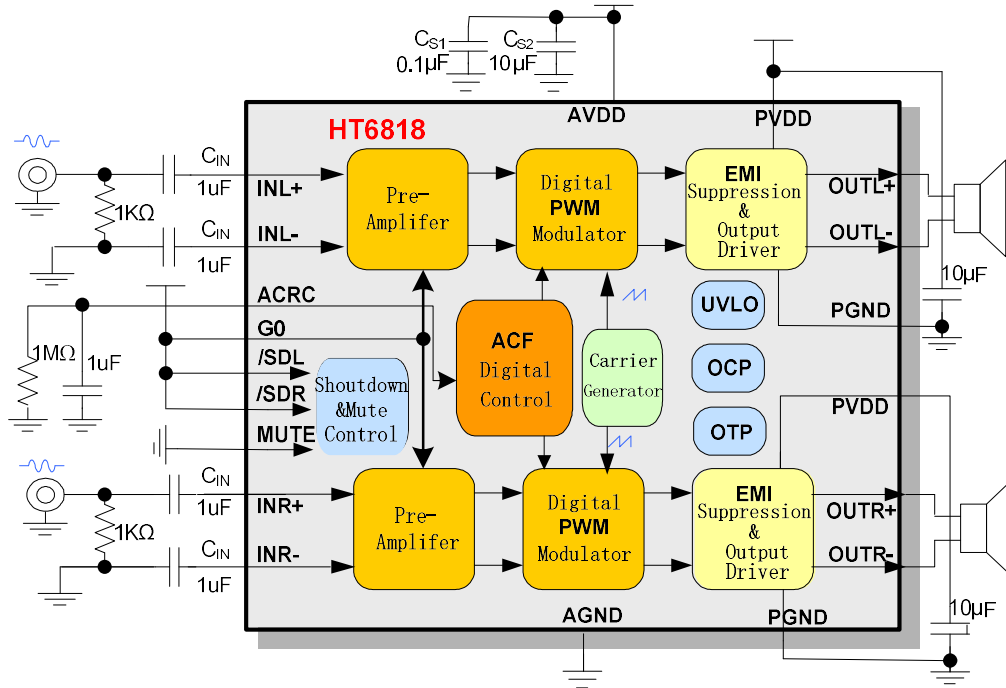 CS1
0.1µF
CS2
10µF
AVDD
PVDD
HT6818
CIN
1uF
INL+
1KΩ
CIN
INL-
1uF
Pre-
Amplifer
Digital
PWM
Modulator
EMI
Suppression
&
Output
Driver
OUTL+
OUTL-
10µF
PGND
ACRC
G0
/SDL
/SDR
MUTE
1MΩ
1uF
Shoutdown
&Mute
Control
ACF
Digital
Control
Carrier
Generator
UVLO
OCP
OTP
PVDD
CIN
1uF
INR+
1KΩ
CIN
INR-
1uF
Pre-
Amplifer
Digital
PWM
Modulator
EMI
Suppression
&
Output
Driver
OUTR+
OUTR-
10µF
AGND
PGND